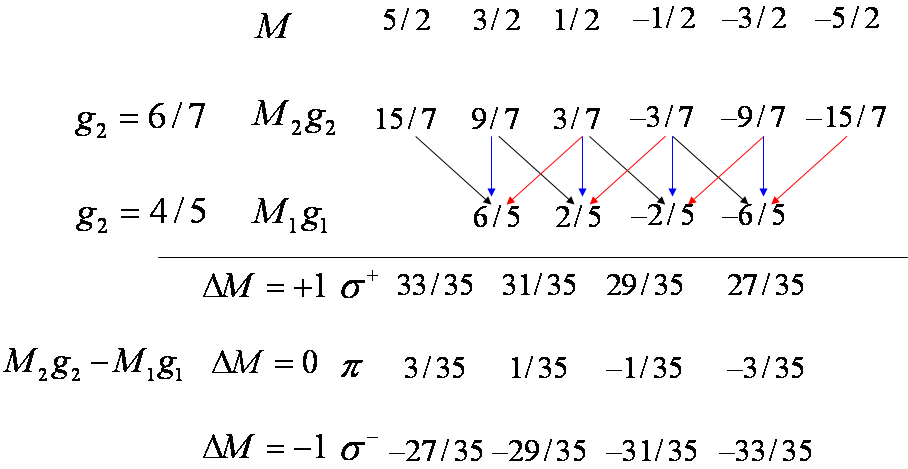 M 5/2 3/2 1/2 –1/2 –3/2 –5/2
g₂ = 6/7 M₂g₂ 15/7 9/7 3/7 –3/7 –9/7 –15/7
g₂ = 4/5 M₁g₁ 6/5 2/5 –2/5 –6/5
ΔM = +1 σ⁺ 33/35 31/35 29/35 27/35
M₂g₂ – M₁g₁ ΔM = 0 π 3/35 1/35 –1/35 –3/35
ΔM = –1 σ⁻ –27/35 –29/35 –31/35 –33/35